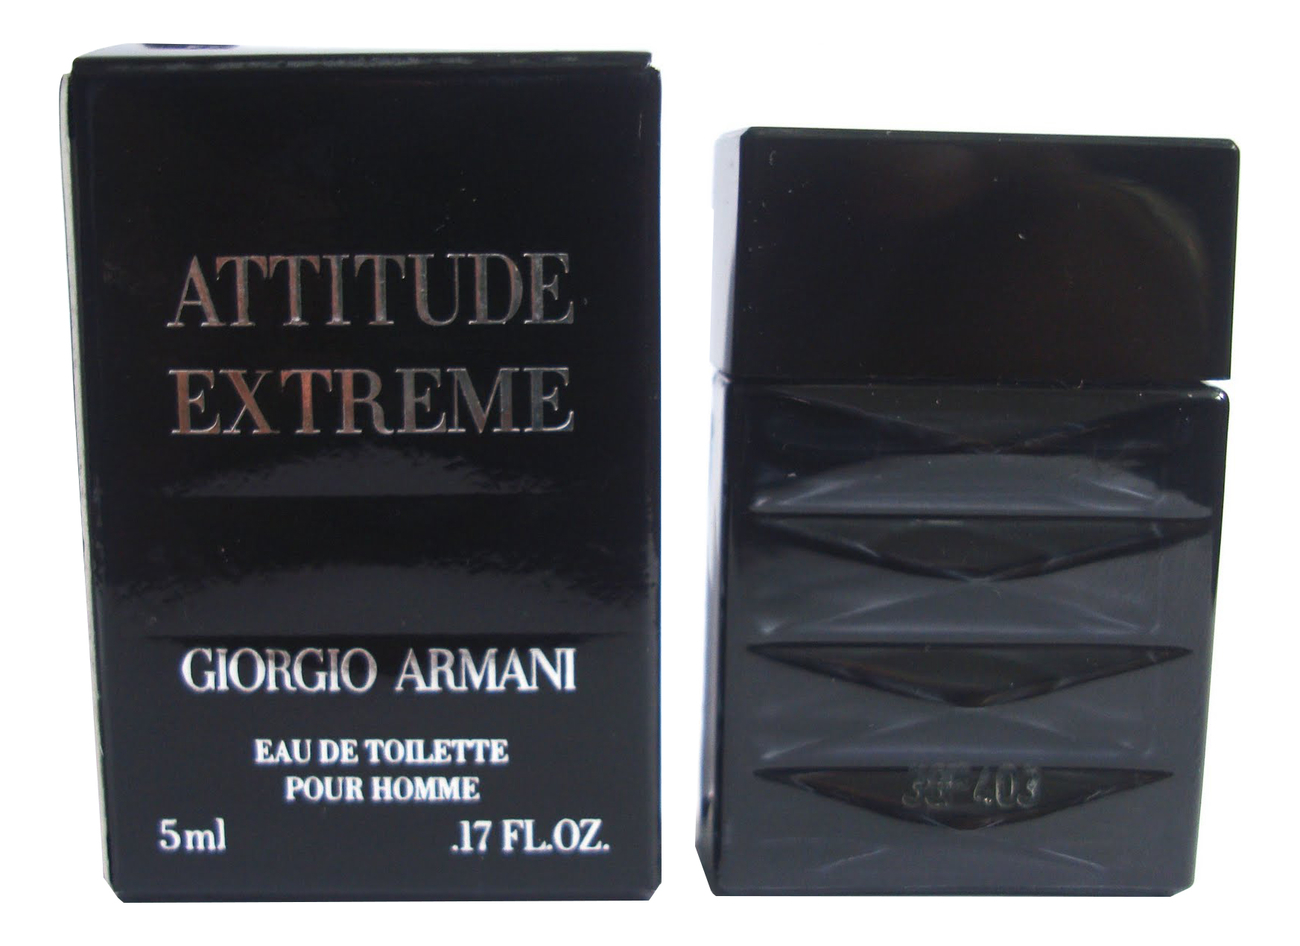 ATTITUDE
EXTREME
GIORGIO ARMANI
EAU DE TOILETTE
POUR HOMME
5ml .17 FL.OZ.